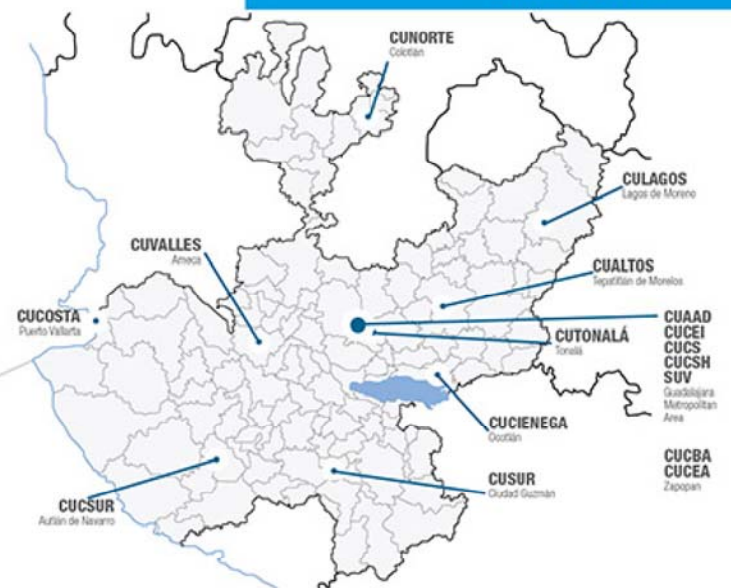 CUNORTE
Colotlán
CULAGOS
Lagos de Moreno
CUVALLES
Ameca
CUALTOS
Tepatitlán de Morelos
CUCOSTA
Puerto Vallarta
CUTONALÁ
Tonalá
CUAAD
CUCEI
CUCS
CUCSH
SUV
Guadalajara
Metropolitan
Area
CUCIENEGA
Ocotlán
CUCBA
CUCEA
Zapopan
CUSUR
Ciudad Guzmán
CUCSUR
Autlán de Navarro